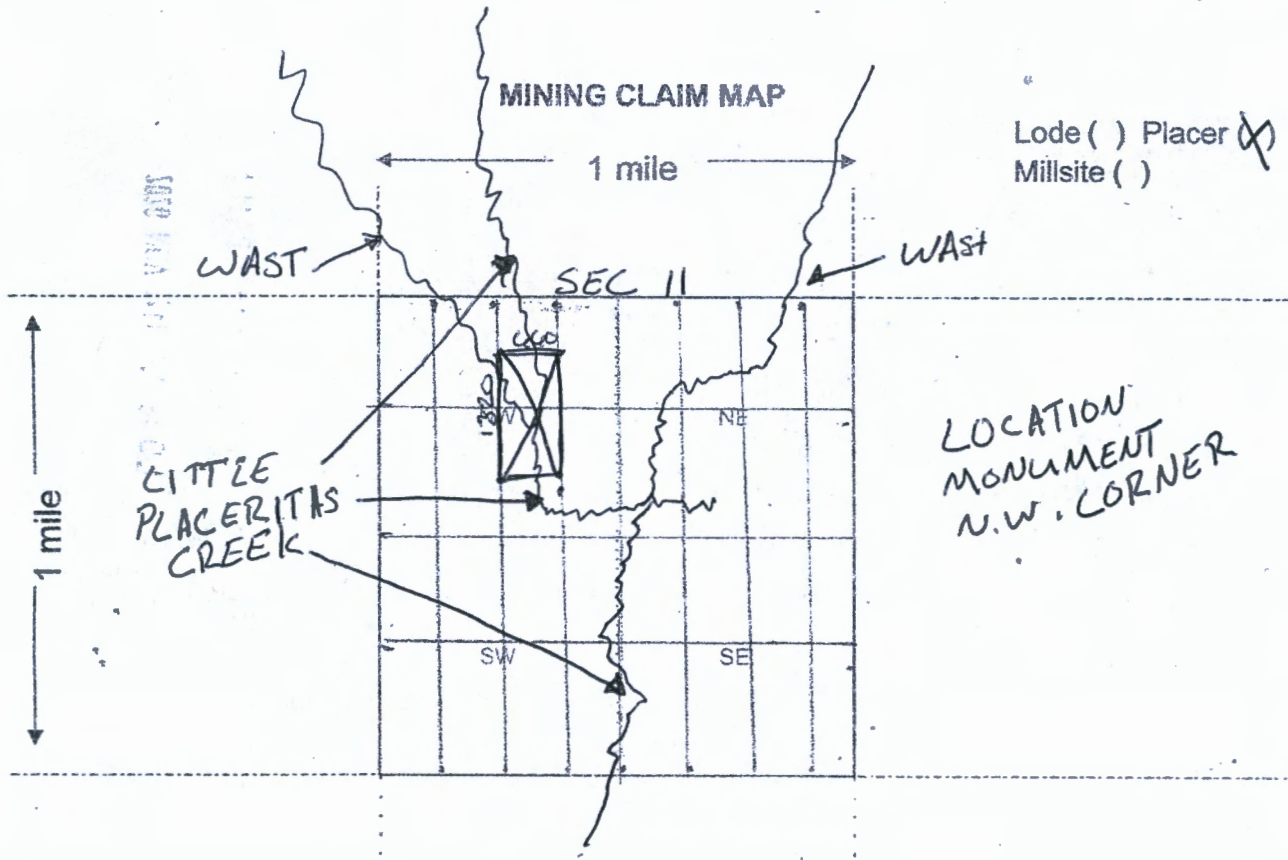 MINING CLAIM MAP
Lode ( ) Placer (X)
Millsite ( )
1 mile
WAST
WAST
SEC 11
660
1320
NE
LOCATION
MONUMENT
N.W. CORNER
LITTLE
PLACERITAS
CREEK
1 mile
SW
SE